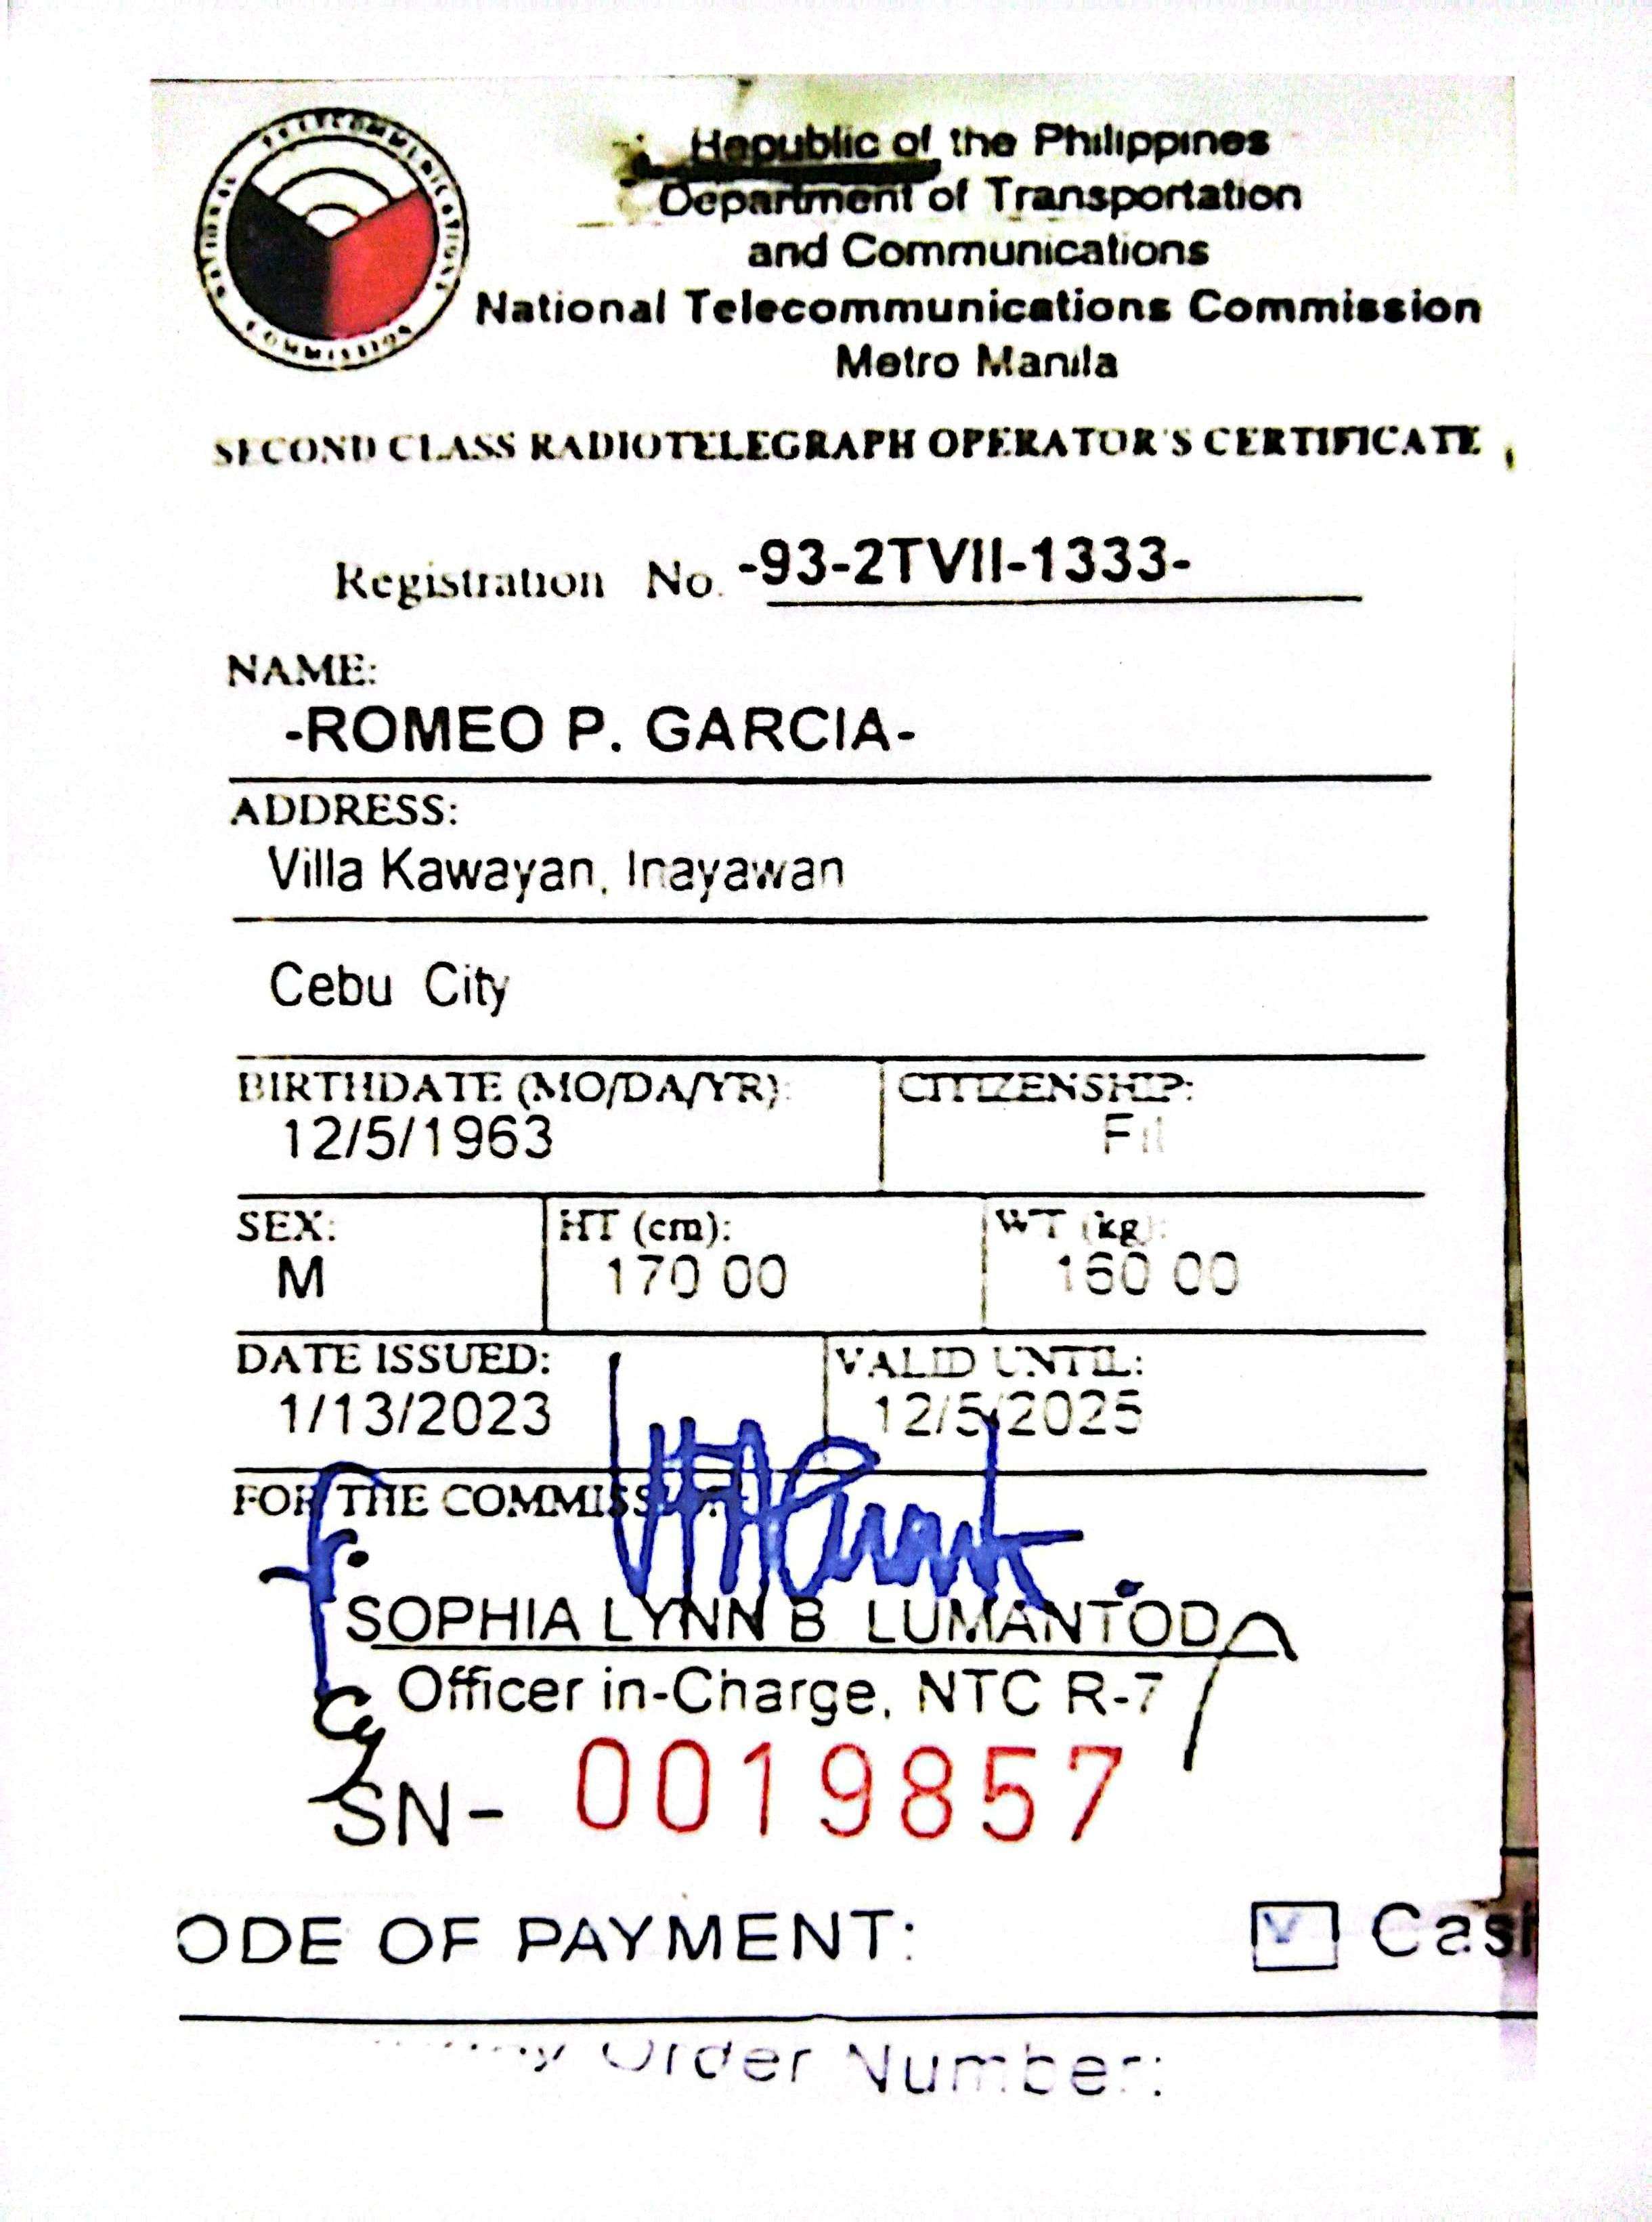 NATIONAL TELECOMMUNICATIONS COMMISSION
Republic of the Philippines
Department of Transportation
and Communications
National Telecommunications Commission
Metro Manila
SECOND CLASS RADIOTELEGRAPH OPERATOR'S CERTIFICATE
Registration No. -93-2TVII-1333-
NAME:
-ROMEO P. GARCIA-
ADDRESS:
Villa Kawayan, Inayawan
Cebu City
BIRTHDATE (MO/DA/YR): CITIZENSHIP:
12/5/1963 Fil
SEX: HT (cm): WT (kg):
M 170.00 160.00
DATE ISSUED: VALID UNTIL:
1/13/2023 12/5/2025
FOR THE COMMISSION:
SOPHIA LYNN B LUMANTOD
Officer in-Charge, NTC R-7
SN- 0019857
ODE OF PAYMENT: Cash
Order Number: